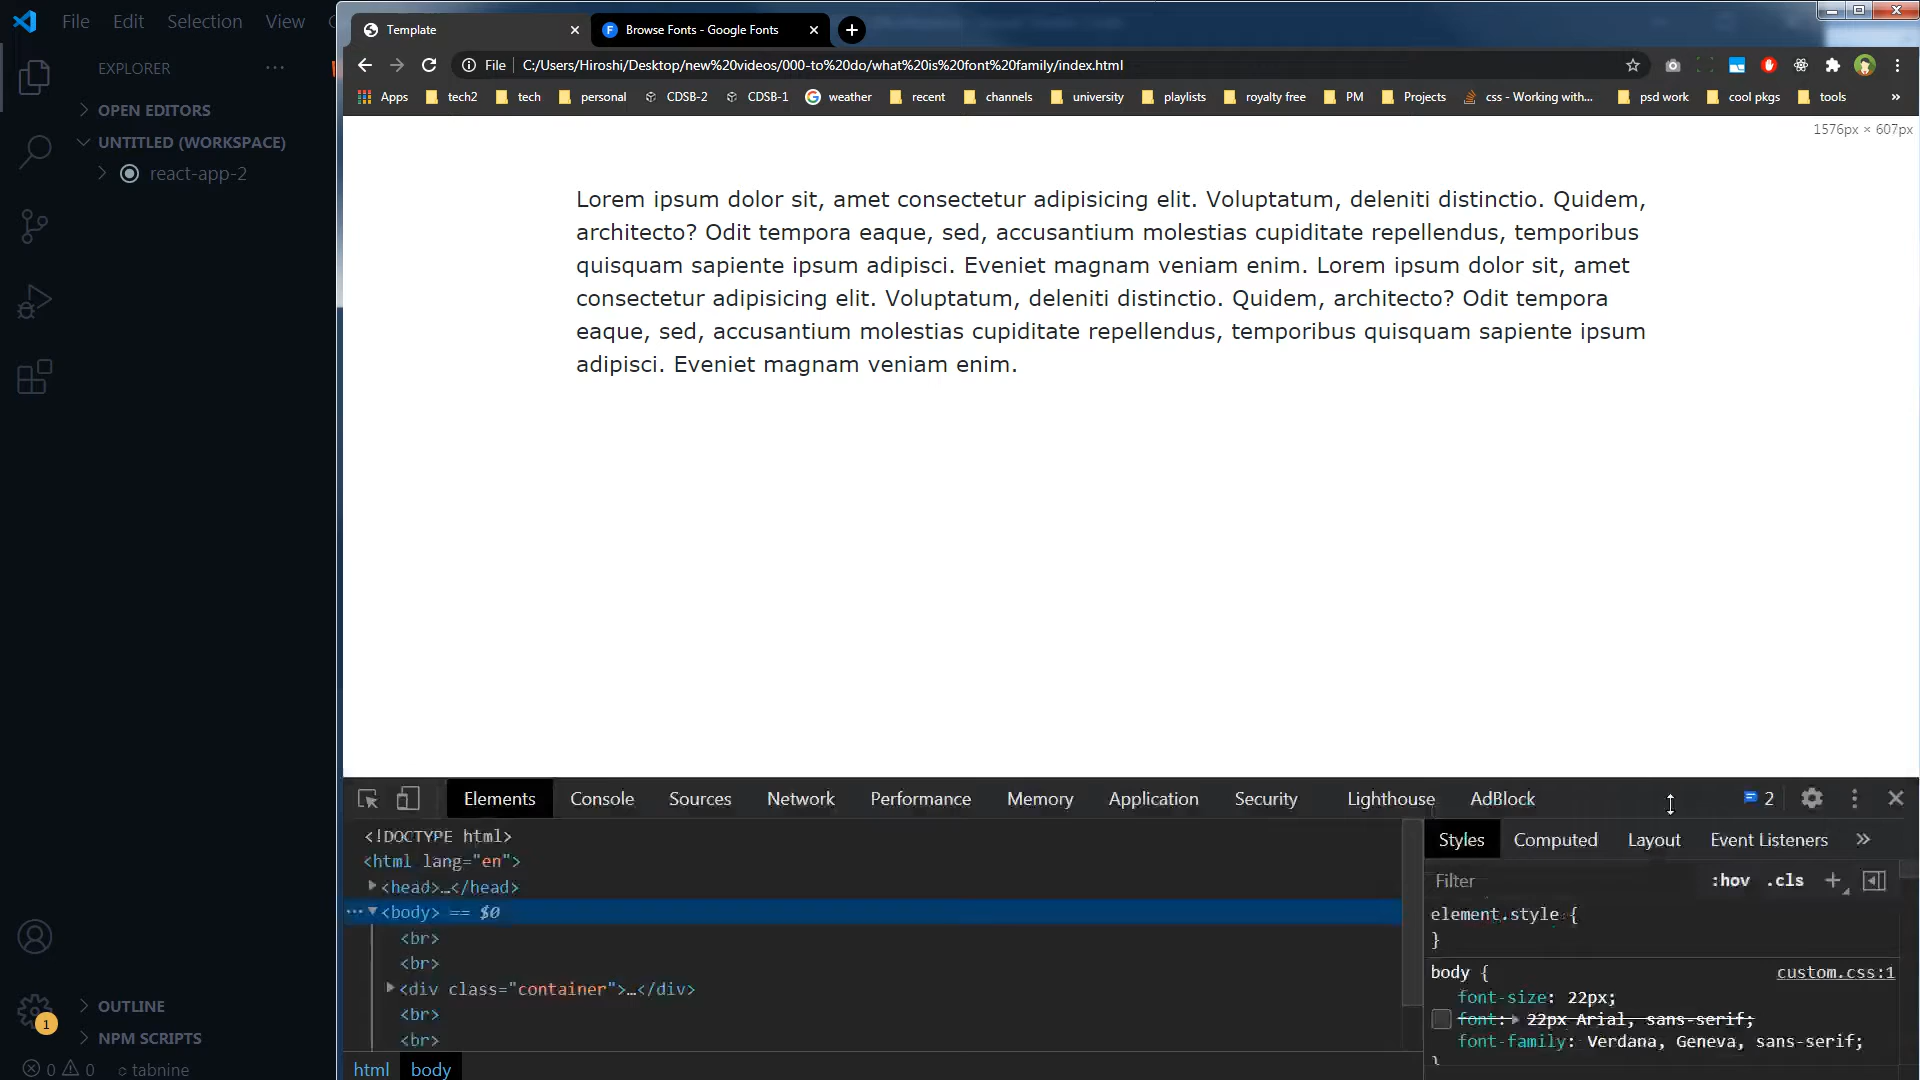 File Edit Selection View
Template
Browse Fonts - Google Fonts
File C:/Users/Hiroshi/Desktop/new%20videos/000-to%20do/what%20is%20font%20family/index.html
Apps tech2 tech personal CDSB-2 CDSB-1 weather recent channels university playlists royalty free PM Projects css - Working with... psd work cool pkgs tools »
EXPLORER ...
OPEN EDITORS
UNTITLED (WORKSPACE)
react-app-2
1576px × 607px
Lorem ipsum dolor sit, amet consectetur adipisicing elit. Voluptatum, deleniti distinctio. Quidem,
architecto? Odit tempora eaque, sed, accusantium molestias cupiditate repellendus, temporibus
quisquam sapiente ipsum adipisci. Eveniet magnam veniam enim. Lorem ipsum dolor sit, amet
consectetur adipisicing elit. Voluptatum, deleniti distinctio. Quidem, architecto? Odit tempora
eaque, sed, accusantium molestias cupiditate repellendus, temporibus quisquam sapiente ipsum
adipisci. Eveniet magnam veniam enim.
Elements Console Sources Network Performance Memory Application Security Lighthouse AdBlock 2
<!DOCTYPE html>
<html lang="en">
<head>…</head>
<body> == $0
<br>
<br>
<div class="container">…</div>
<br>
<br>
html body
Styles Computed Layout Event Listeners »
Filter :hov .cls +
element.style {
}
body { custom.css:1
font-size: 22px;
font: 22px Arial, sans-serif;
font-family: Verdana, Geneva, sans-serif;
}
1
OUTLINE
NPM SCRIPTS
0 0 tabnine